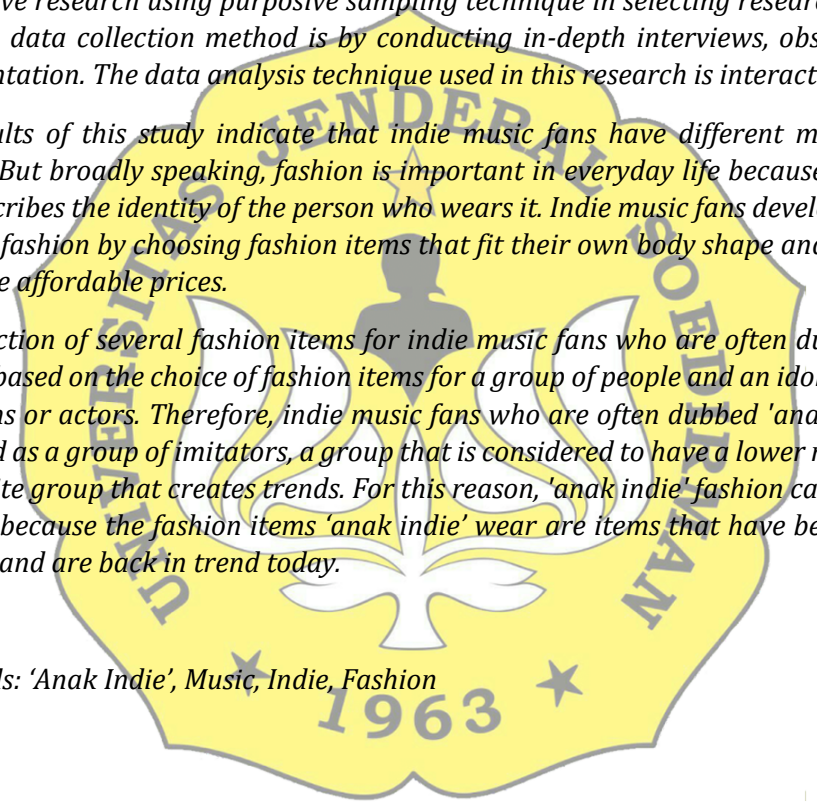 ve research using purposive sampling technique in selecting resear
data collection method is by conducting in-depth interviews, obs
ntation. The data analysis technique used in this research is interact
ults of this study indicate that indie music fans have different m
But broadly speaking, fashion is important in everyday life because
cribes the identity of the person who wears it. Indie music fans devel
fashion by choosing fashion items that fit their own body shape and
e affordable prices.
ction of several fashion items for indie music fans who are often du
based on the choice of fashion items for a group of people and an idol
ns or actors. Therefore, indie music fans who are often dubbed 'ana
d as a group of imitators, a group that is considered to have a lower r
ite group that creates trends. For this reason, 'anak indie' fashion ca
because the fashion items ‘anak indie’ wear are items that have be
and are back in trend today.
ds: ‘Anak Indie’, Music, Indie, Fashion
UNIVERSITAS JENDERAL SOEDIRMAN
1963